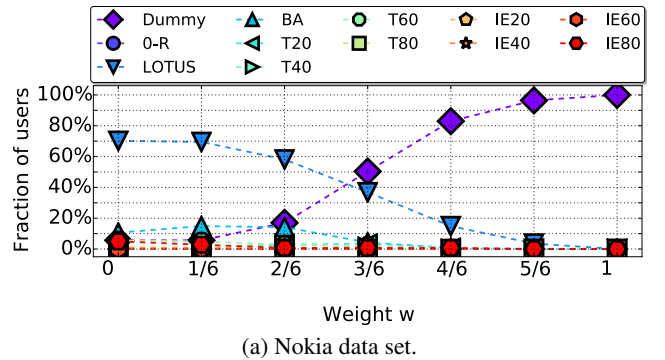 Dummy BA T60 IE20 IE60
0-R T20 T80 IE40 IE80
LOTUS T40
100%
80%
60%
40%
20%
0%
Fraction of users
0 1/6 2/6 3/6 4/6 5/6 1
Weight w
(a) Nokia data set.